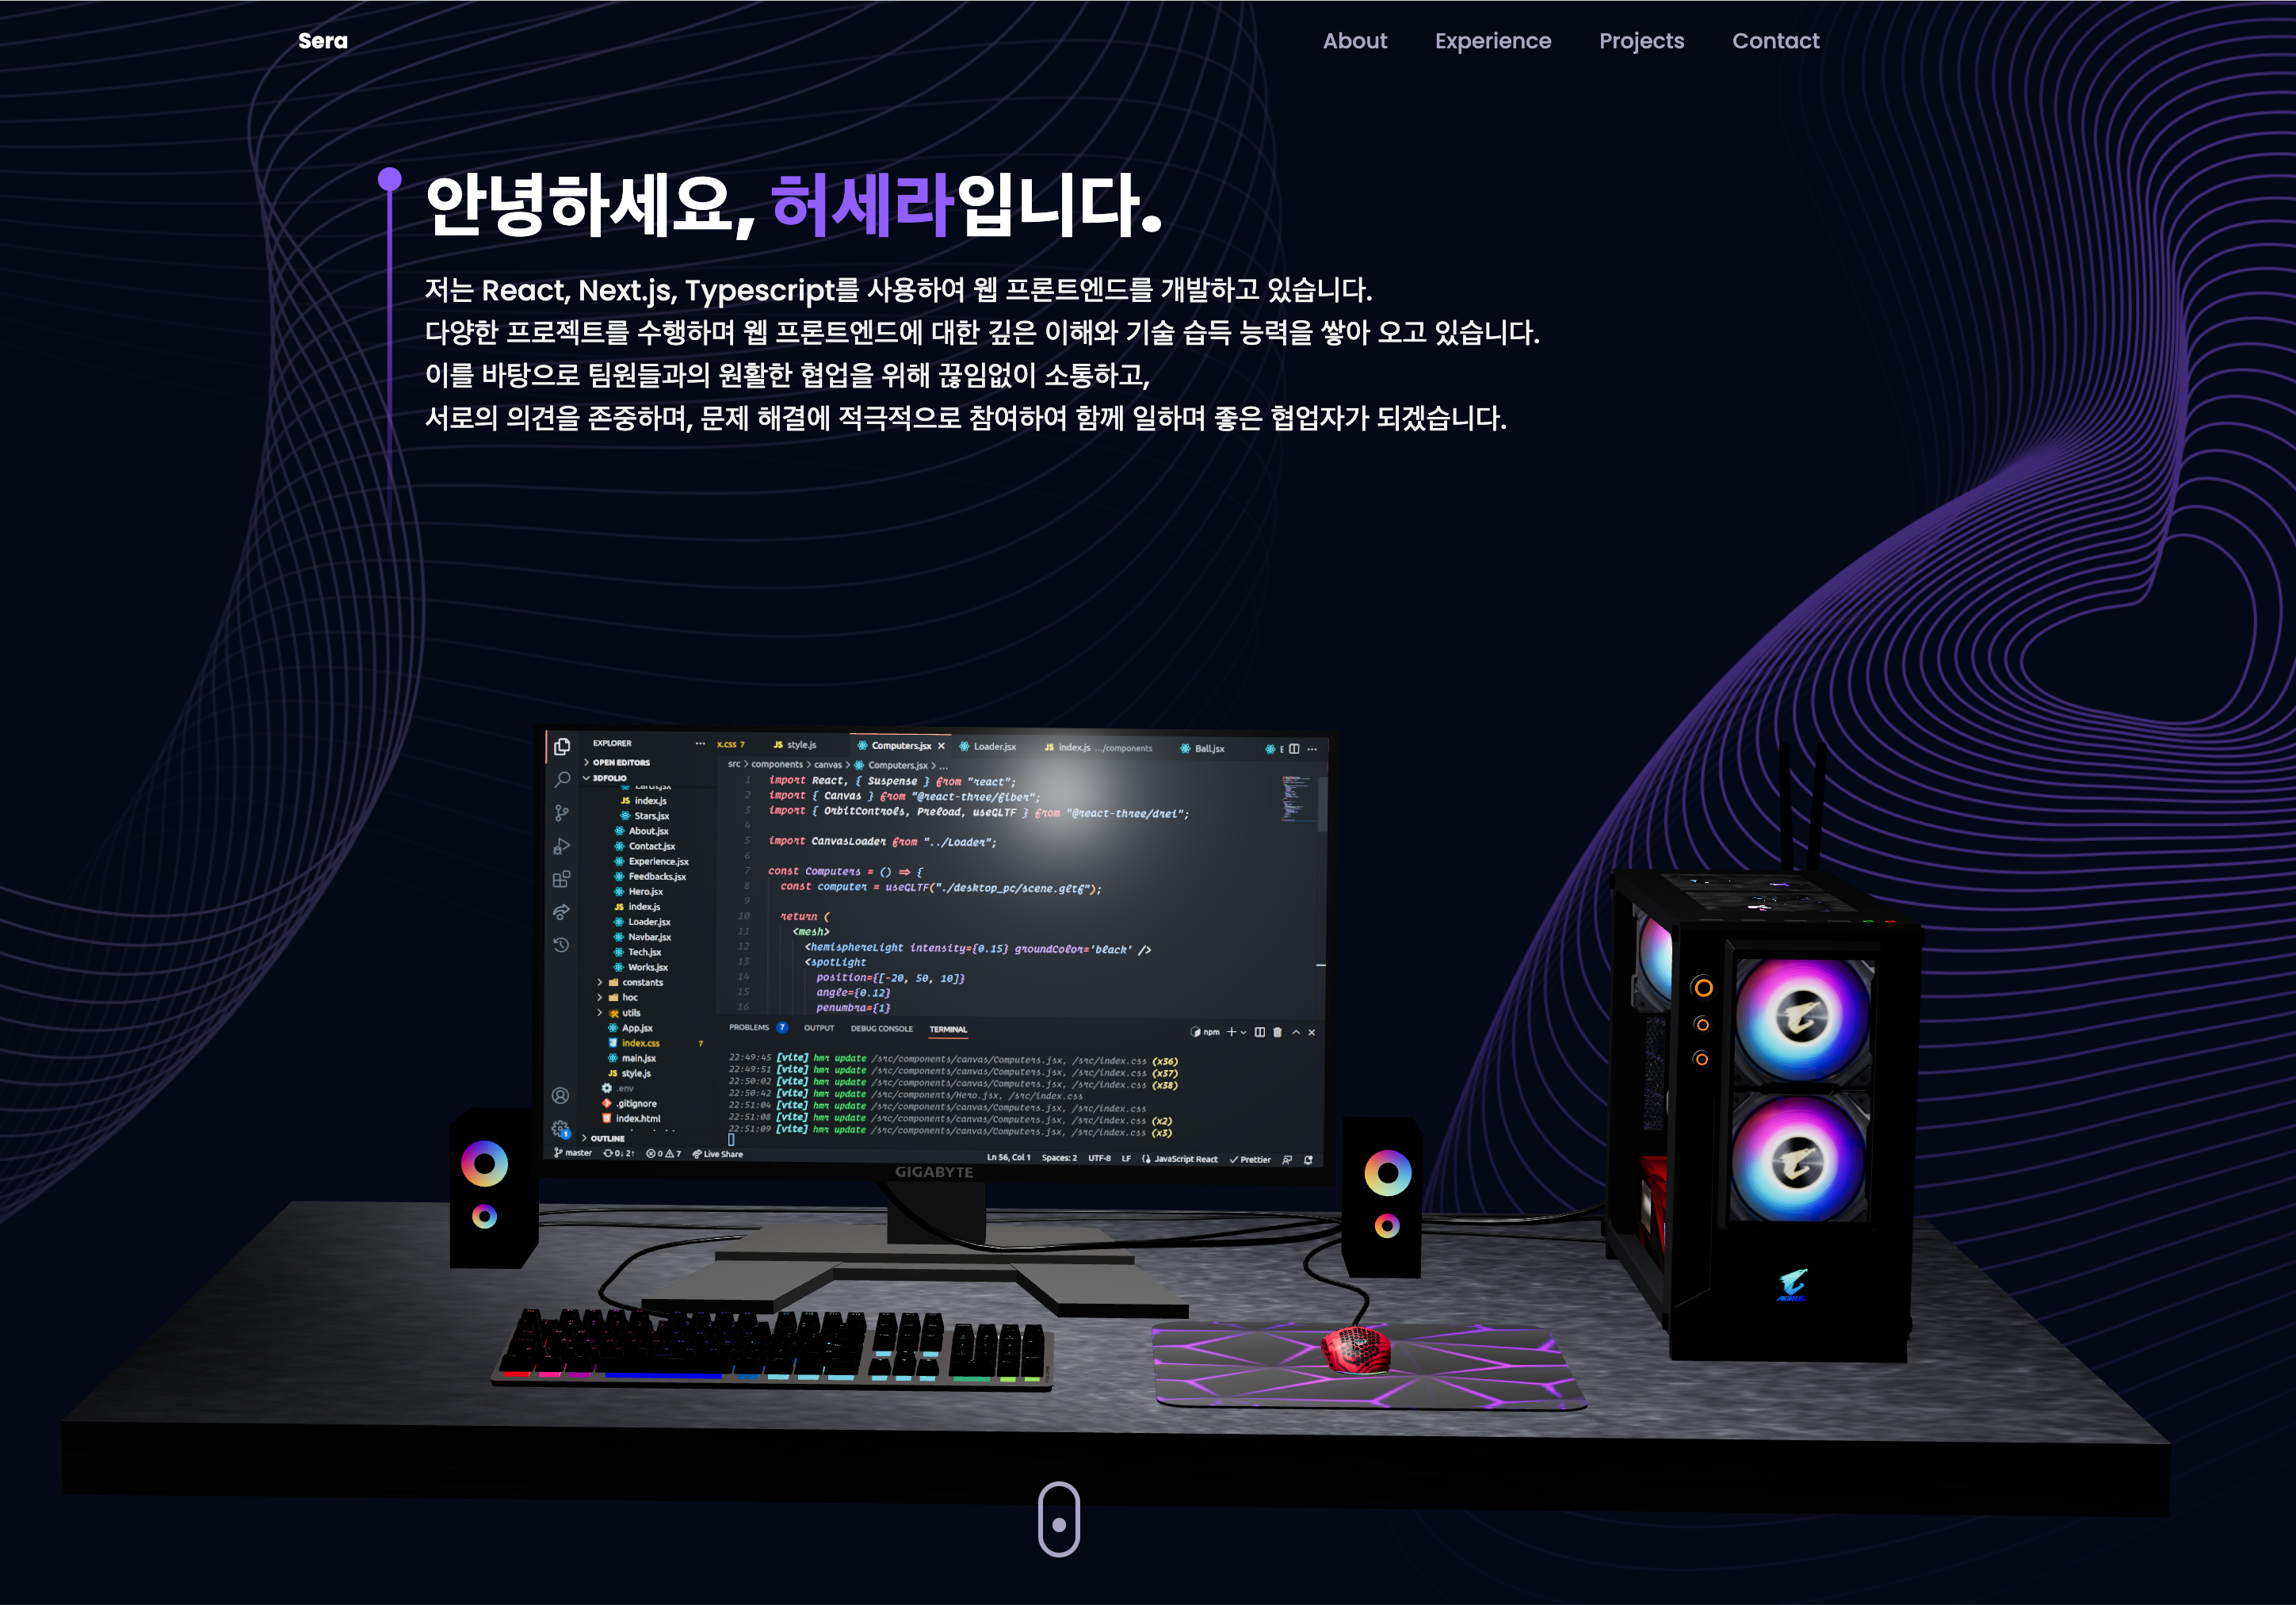 Sera
About Experience Projects Contact
안녕하세요, 허세라입니다.
저는 React, Next.js, Typescript를 사용하여 웹 프론트엔드를 개발하고 있습니다.
다양한 프로젝트를 수행하며 웹 프론트엔드에 대한 깊은 이해와 기술 습득 능력을 쌓아 오고 있습니다.
이를 바탕으로 팀원들과의 원활한 협업을 위해 끊임없이 소통하고,
서로의 의견을 존중하며, 문제 해결에 적극적으로 참여하여 함께 일하며 좋은 협업자가 되겠습니다.
EXPLORER ···
OPEN EDITORS
3DFOLIO
Earth.jsx
JS index.js
Stars.jsx
About.jsx
Contact.jsx
Experience.jsx
Feedbacks.jsx
Hero.jsx
JS index.js
Loader.jsx
Navbar.jsx
Tech.jsx
Works.jsx
constants
hoc
utils
App.jsx
index.css 7
main.jsx
JS style.js
.env
.gitignore
index.html
OUTLINE
x.css 7 JS style.js Computers.jsx Loader.jsx JS index.js .../components Ball.jsx E ···
src > components > canvas > Computers.jsx > ...
1 import React, { Suspense } from "react";
2 import { Canvas } from "@react-three/fiber";
3 import { OrbitControls, Preload, useGLTF } from "@react-three/drei";
4
5 import CanvasLoader from "../Loader";
6
7 const Computers = () => {
8 const computer = useGLTF("./desktop_pc/scene.gltf");
9
10 return (
11 <mesh>
12 <hemisphereLight intensity={0.15} groundColor='black' />
13 <spotLight
14 position={[-20, 50, 10]}
15 angle={0.12}
16 penumbra={1}
PROBLEMS 7 OUTPUT DEBUG CONSOLE TERMINAL npm
22:49:45 [vite] hmr update /src/components/canvas/Computers.jsx, /src/index.css (x36)
22:49:51 [vite] hmr update /src/components/canvas/Computers.jsx, /src/index.css (x37)
22:50:02 [vite] hmr update /src/components/canvas/Computers.jsx, /src/index.css (x38)
22:50:42 [vite] hmr update /src/components/Hero.jsx, /src/index.css
22:51:04 [vite] hmr update /src/components/canvas/Computers.jsx, /src/index.css
22:51:08 [vite] hmr update /src/components/canvas/Computers.jsx, /src/index.css (x2)
22:51:09 [vite] hmr update /src/components/canvas/Computers.jsx, /src/index.css (x3)
1
master 0↓ 2↑ 0 7 Live Share Ln 56, Col 1 Spaces: 2 UTF-8 LF JavaScript React Prettier
GIGABYTE
AORUS